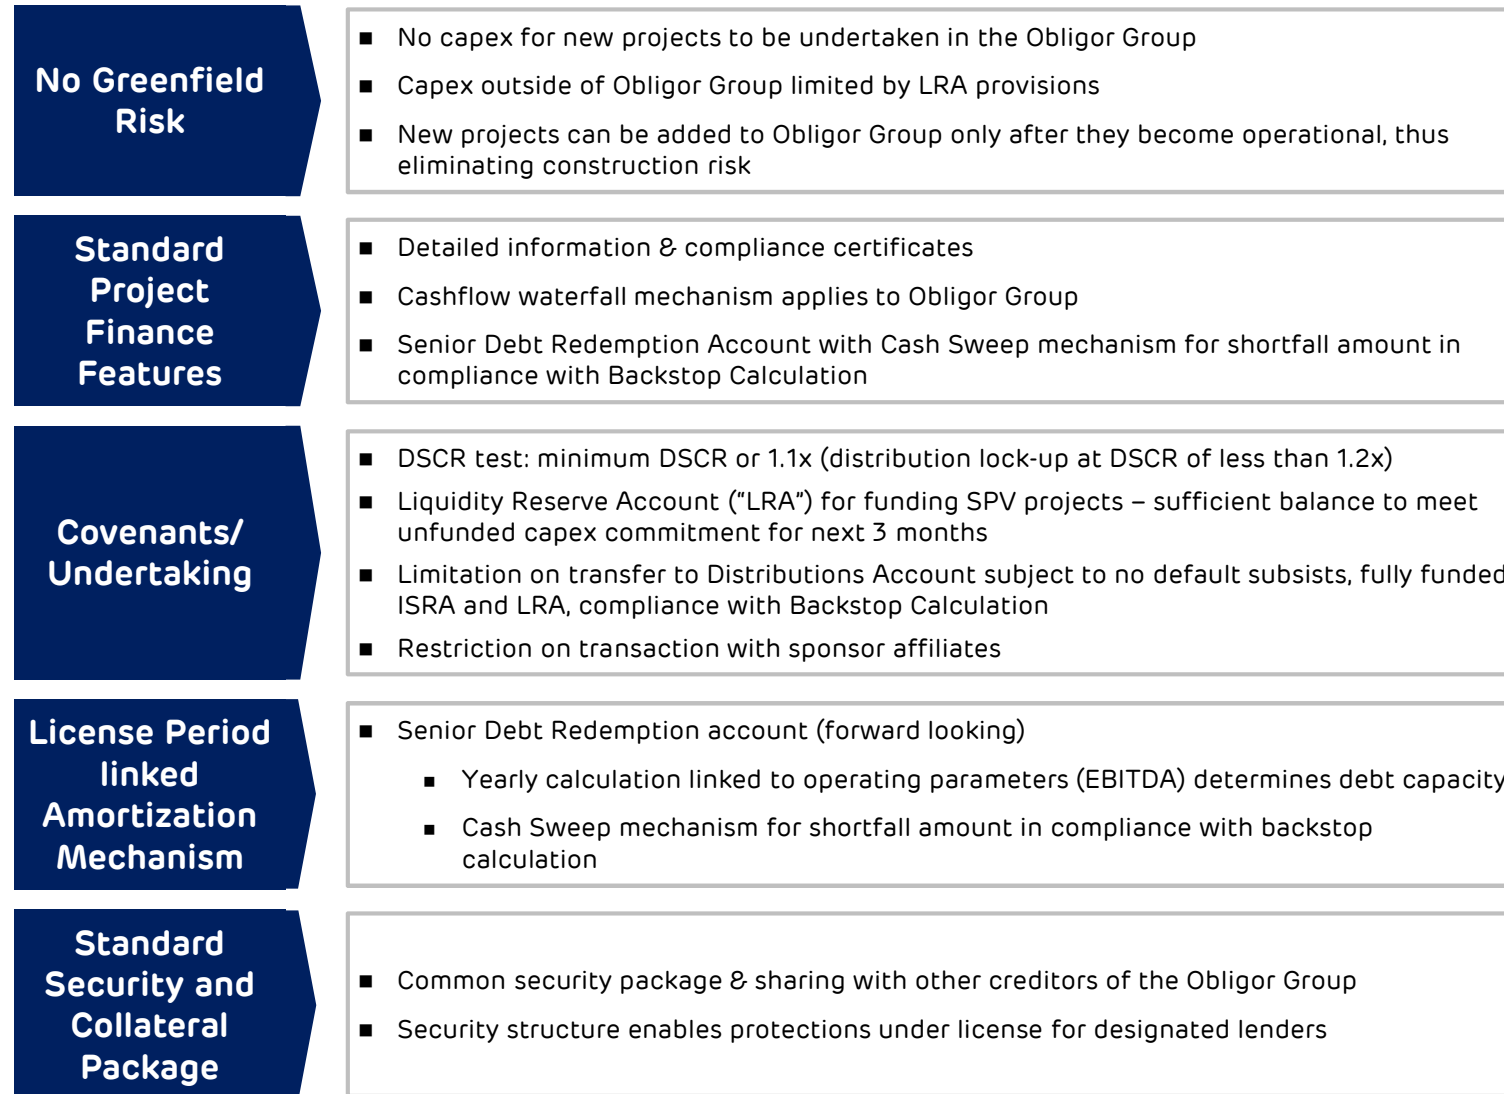 No Greenfield
Risk
■ No capex for new projects to be undertaken in the Obligor Group
■ Capex outside of Obligor Group limited by LRA provisions
■ New projects can be added to Obligor Group only after they become operational, thus
eliminating construction risk
Standard
Project
Finance
Features
■ Detailed information & compliance certificates
■ Cashflow waterfall mechanism applies to Obligor Group
■ Senior Debt Redemption Account with Cash Sweep mechanism for shortfall amount in
compliance with Backstop Calculation
Covenants/
Undertaking
■ DSCR test: minimum DSCR or 1.1x (distribution lock-up at DSCR of less than 1.2x)
■ Liquidity Reserve Account (“LRA”) for funding SPV projects – sufficient balance to meet
unfunded capex commitment for next 3 months
■ Limitation on transfer to Distributions Account subject to no default subsists, fully funded
ISRA and LRA, compliance with Backstop Calculation
■ Restriction on transaction with sponsor affiliates
License Period
linked
Amortization
Mechanism
■ Senior Debt Redemption account (forward looking)
■ Yearly calculation linked to operating parameters (EBITDA) determines debt capacity
■ Cash Sweep mechanism for shortfall amount in compliance with backstop
calculation
Standard
Security and
Collateral
Package
■ Common security package & sharing with other creditors of the Obligor Group
■ Security structure enables protections under license for designated lenders